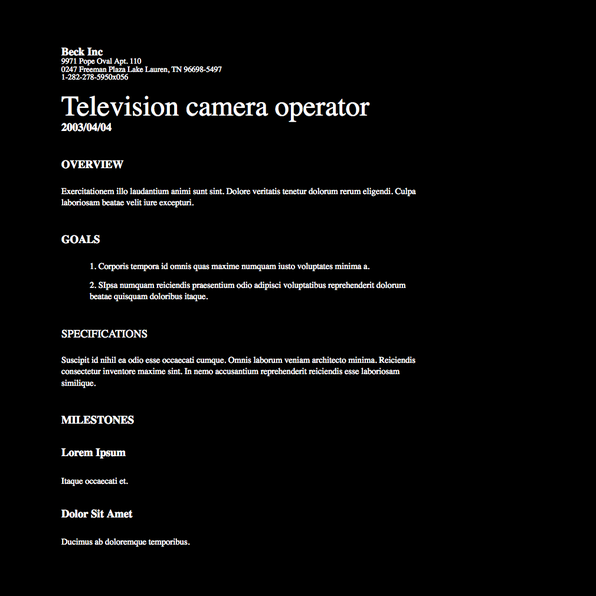 Beck Inc
9971 Pope Oval Apt. 110
0247 Freeman Plaza Lake Lauren, TN 96698-5497
1-282-278-5950x056
Television camera operator
2003/04/04
OVERVIEW
Exercitationem illo laudantium animi sunt sint. Dolore veritatis tenetur dolorum rerum eligendi. Culpa
laboriosam beatae velit iure excepturi.
GOALS
1. Corporis tempora id omnis quas maxime numquam iusto voluptates minima a.
2. SIpsa numquam reiciendis praesentium odio adipisci voluptatibus reprehenderit dolorum
beatae quisquam doloribus itaque.
SPECIFICATIONS
Suscipit id nihil ea odio esse occaecati cumque. Omnis laborum veniam architecto minima. Reiciendis
consectetur inventore maxime sint. In nemo accusantium reprehenderit reiciendis esse laboriosam
similique.
MILESTONES
Lorem Ipsum
Itaque occaecati et.
Dolor Sit Amet
Ducimus ab doloremque temporibus.